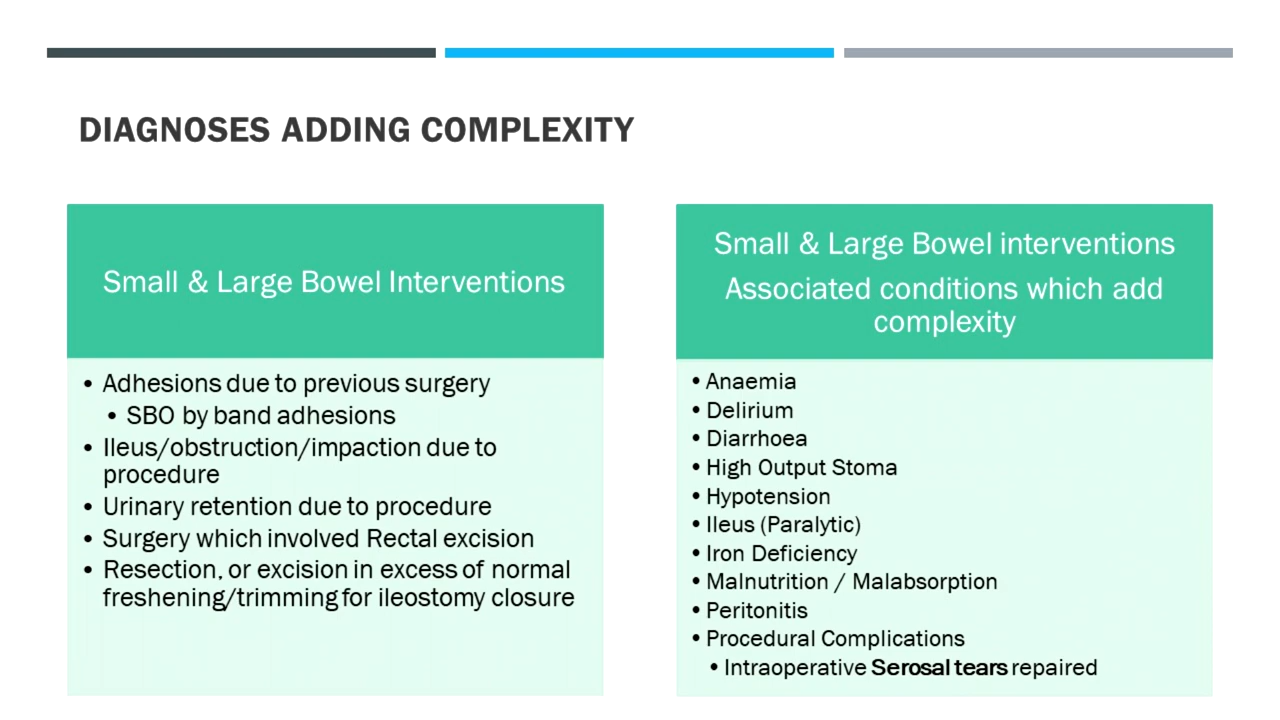 DIAGNOSES ADDING COMPLEXITY
Small & Large Bowel Interventions
• Adhesions due to previous surgery
• SBO by band adhesions
• Ileus/obstruction/impaction due to
procedure
• Urinary retention due to procedure
• Surgery which involved Rectal excision
• Resection, or excision in excess of normal
freshening/trimming for ileostomy closure
Small & Large Bowel interventions
Associated conditions which add
complexity
• Anaemia
• Delirium
• Diarrhoea
• High Output Stoma
• Hypotension
• Ileus (Paralytic)
• Iron Deficiency
• Malnutrition / Malabsorption
• Peritonitis
• Procedural Complications
• Intraoperative Serosal tears repaired